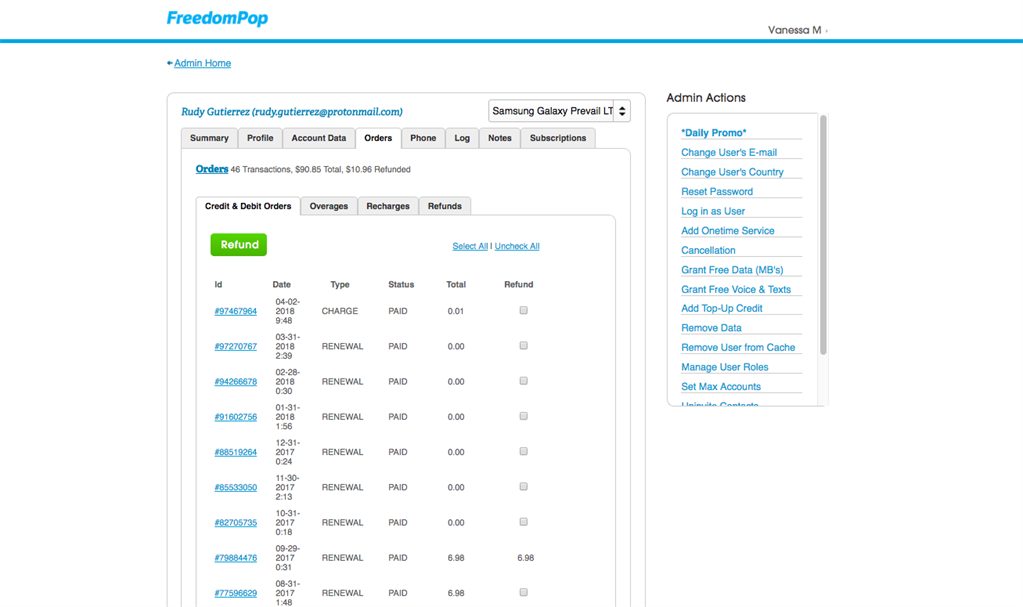 FreedomPop
Vanessa M ›
Admin Home
Rudy Gutierrez (rudy.gutierrez@protonmail.com)
Samsung Galaxy Prevail LT
Summary Profile Account Data Orders Phone Log Notes Subscriptions
Orders 46 Transactions, $90.85 Total, $10.96 Refunded
Credit & Debit Orders Overages Recharges Refunds
Refund
Select All | Uncheck All
Id Date Type Status Total Refund
#97467964 04-02-2018 9:48 CHARGE PAID 0.01
#97270767 03-31-2018 2:39 RENEWAL PAID 0.00
#94266678 02-28-2018 0:30 RENEWAL PAID 0.00
#91602756 01-31-2018 1:56 RENEWAL PAID 0.00
#88519264 12-31-2017 0:24 RENEWAL PAID 0.00
#85533050 11-30-2017 2:13 RENEWAL PAID 0.00
#82705735 10-31-2017 0:18 RENEWAL PAID 0.00
#79884476 09-29-2017 0:31 RENEWAL PAID 6.98 6.98
#77596629 08-31-2017 1:48 RENEWAL PAID 6.98
Admin Actions
*Daily Promo*
Change User's E-mail
Change User's Country
Reset Password
Log in as User
Add Onetime Service
Cancellation
Grant Free Data (MB's)
Grant Free Voice & Texts
Add Top-Up Credit
Remove Data
Remove User from Cache
Manage User Roles
Set Max Accounts